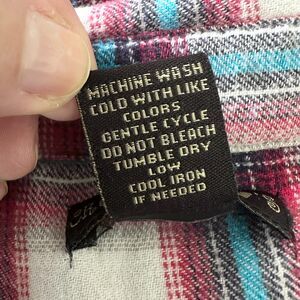 MACHINE WASH
COLD WITH LIKE
COLORS
GENTLE CYCLE
DO NOT BLEACH
TUMBLE DRY
LOW
COOL IRON
IF NEEDED